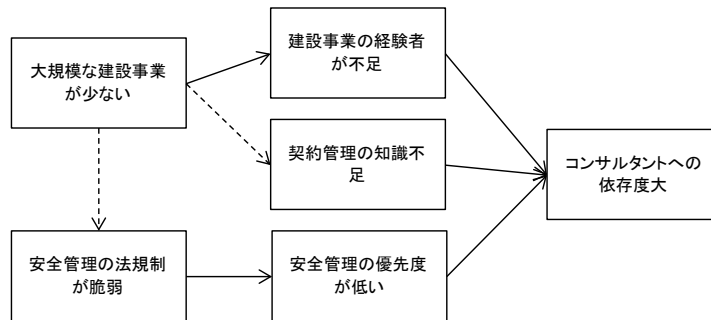 大規模な建設事業
が少ない
建設事業の経験者
が不足
契約管理の知識不
足
コンサルタントへの
依存度大
安全管理の法規制
が脆弱
安全管理の優先度
が低い